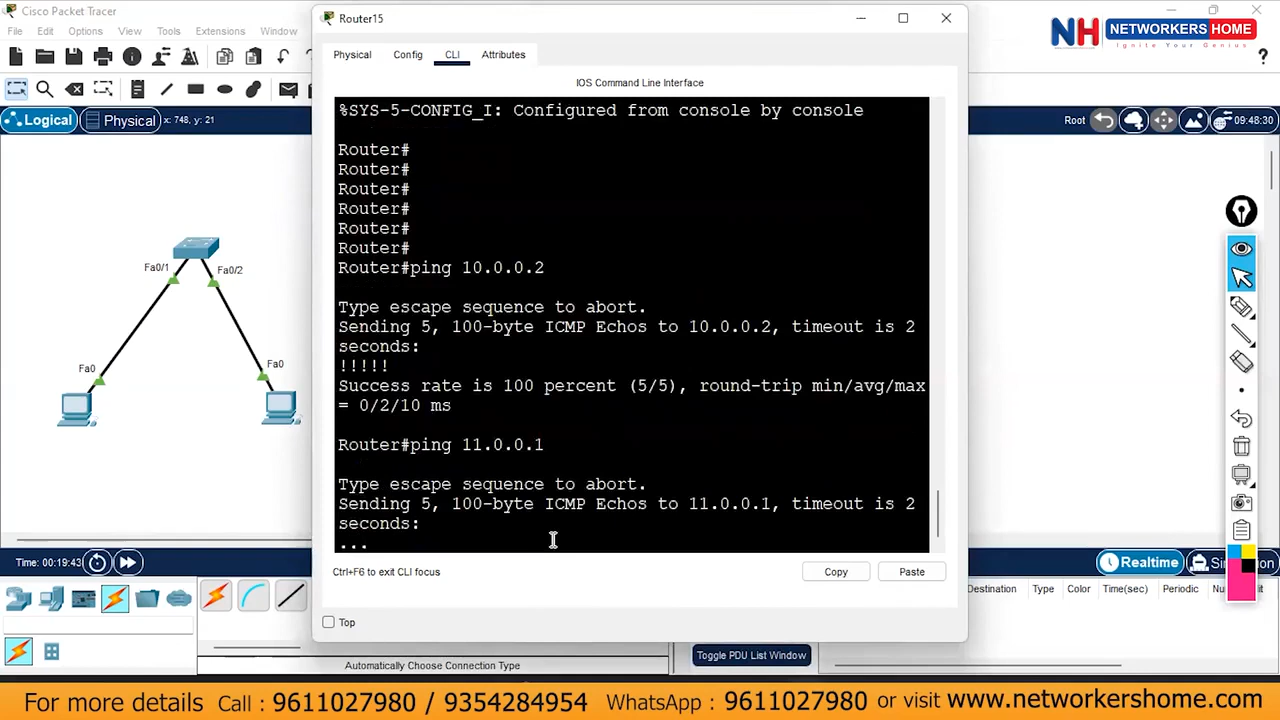 Cisco Packet Tracer
File Edit Options View Tools Extensions Window
Logical Physical x: 748, y: 21
Root 09:48:30
Router15
Physical Config CLI Attributes
IOS Command Line Interface
%SYS-5-CONFIG_I: Configured from console by console
Router#
Router#
Router#
Router#
Router#
Router#
Router#ping 10.0.0.2
Type escape sequence to abort.
Sending 5, 100-byte ICMP Echos to 10.0.0.2, timeout is 2
seconds:
!!!!!
Success rate is 100 percent (5/5), round-trip min/avg/max
= 0/2/10 ms
Router#ping 11.0.0.1
Type escape sequence to abort.
Sending 5, 100-byte ICMP Echos to 11.0.0.1, timeout is 2
seconds:
...
Ctrl+F6 to exit CLI focus
Copy Paste
Top
NH NETWORKERS HOME
Ignite Your Genius
Fa0/1 Fa0/2
Fa0 Fa0
Time: 00:19:43
Realtime
Destination Type Color Time(sec) Periodic
Automatically Choose Connection Type
Toggle PDU List Window
For more details Call : 9611027980 / 9354284954 WhatsApp : 9611027980 or visit www.networkershome.com